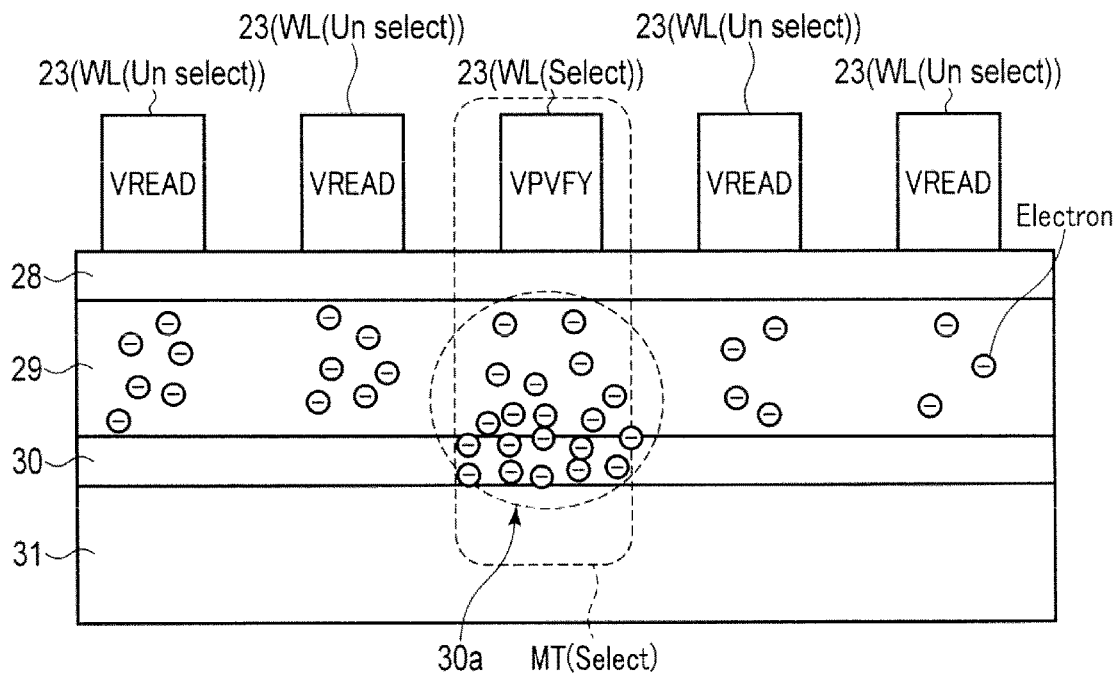 23(WL(Un select))
23(WL(Un select))
23(WL(Un select))
23(WL(Select))
23(WL(Un select))
VREAD
VREAD
VPVFY
VREAD
VREAD
Electron
28
29
30
31
30a
MT(Select)